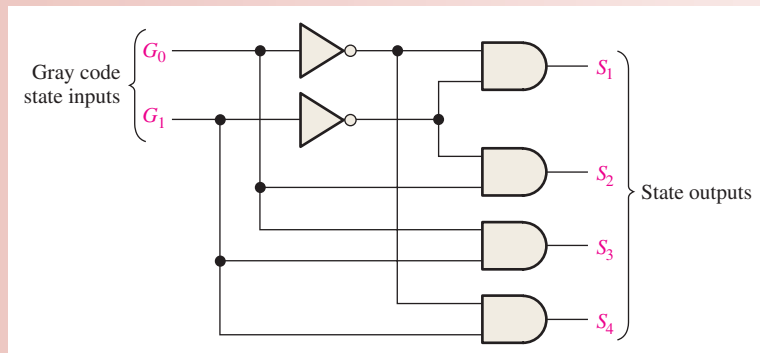 G0
Gray code
state inputs
G1
S1
S2
State outputs
S3
S4